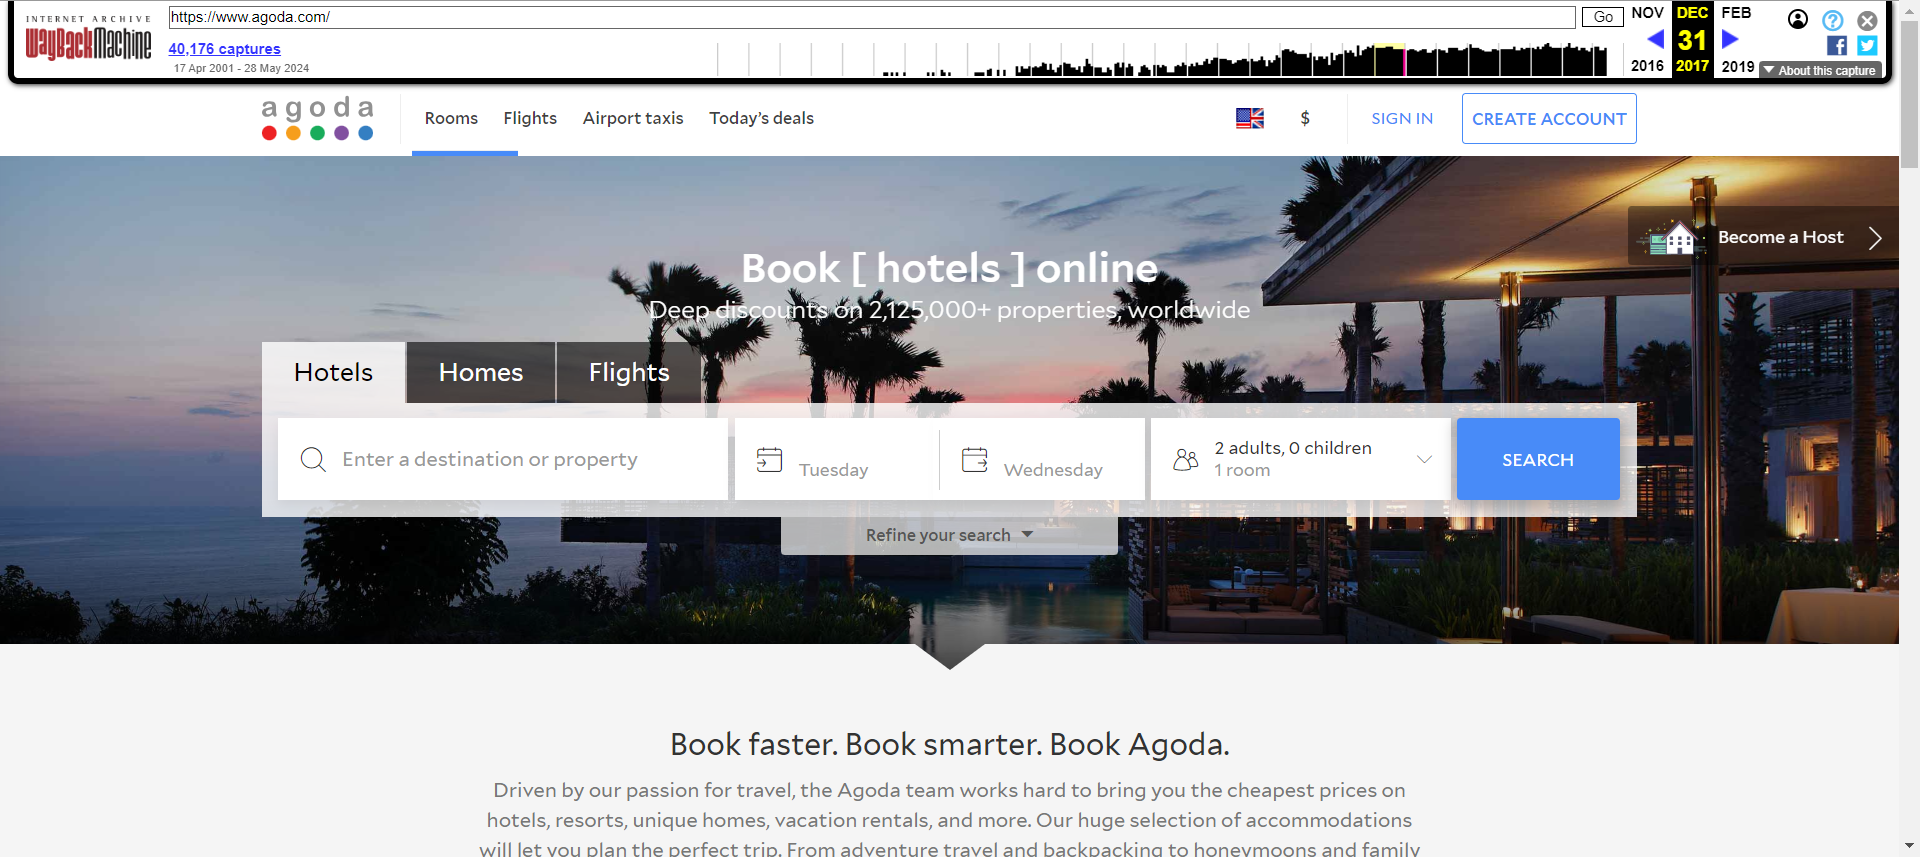 INTERNET ARCHIVE
WayBackMachine
https://www.agoda.com/
Go
NOV
DEC
FEB
40,176 captures
31
17 Apr 2001 - 28 May 2024
2016
2017
2019
About this capture
agoda
Rooms
Flights
Airport taxis
Today's deals
$
SIGN IN
CREATE ACCOUNT
Become a Host
Book [ hotels ] online
Deep discounts on 2,125,000+ properties, worldwide
Hotels
Homes
Flights
Enter a destination or property
Tuesday
Wednesday
2 adults, 0 children
1 room
SEARCH
Refine your search
Book faster. Book smarter. Book Agoda.
Driven by our passion for travel, the Agoda team works hard to bring you the cheapest prices on
hotels, resorts, unique homes, vacation rentals, and more. Our huge selection of accommodations
will let you plan the perfect trip. From adventure travel and backpacking to honeymoons and family